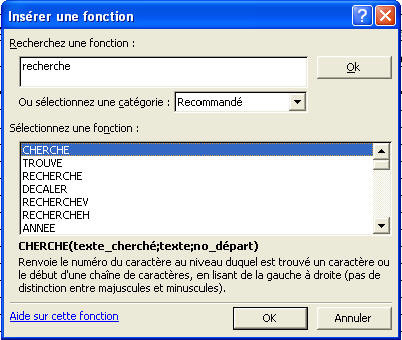 Insérer une fonction
Recherchez une fonction :
recherche
Ok
Ou sélectionnez une catégorie :
Recommandé
Sélectionnez une fonction :
CHERCHE
TROUVE
RECHERCHE
DECALER
RECHERCHEV
RECHERCHEH
ANNEE
CHERCHE(texte_cherché;texte;no_départ)
Renvoie le numéro du caractère au niveau duquel est trouvé un caractère ou
le début d'une chaîne de caractères, en lisant de la gauche à droite (pas de
distinction entre majuscules et minuscules).
Aide sur cette fonction
OK
Annuler